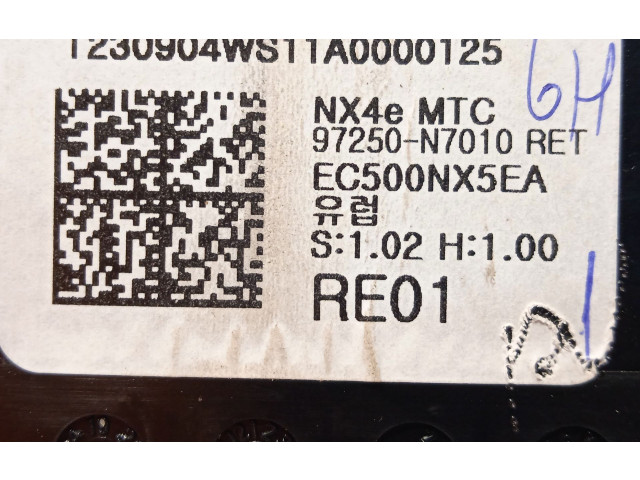 T230904WS11A0000125
NX4e MTC
97250-N7010 RET
EC500NX5EA
유럽
S:1.02 H:1.00
RE01
6H